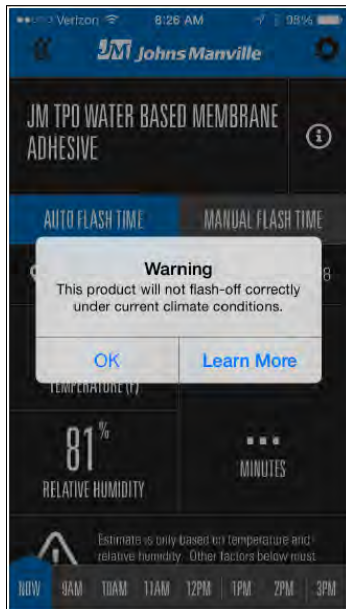 Verizon 8:26 AM 98%
JM Johns Manville
JM TPO WATER BASED MEMBRANE
ADHESIVE
AUTO FLASH TIME MANUAL FLASH TIME
8
Warning
This product will not flash-off correctly
under current climate conditions.
OK Learn More
TEMPERATURE (F)
81%
RELATIVE HUMIDITY
... MINUTES
Estimate is only based on temperature and
relative humidity. Other factors below must
NOW 9AM 10AM 11AM 12PM 1PM 2PM 3PM